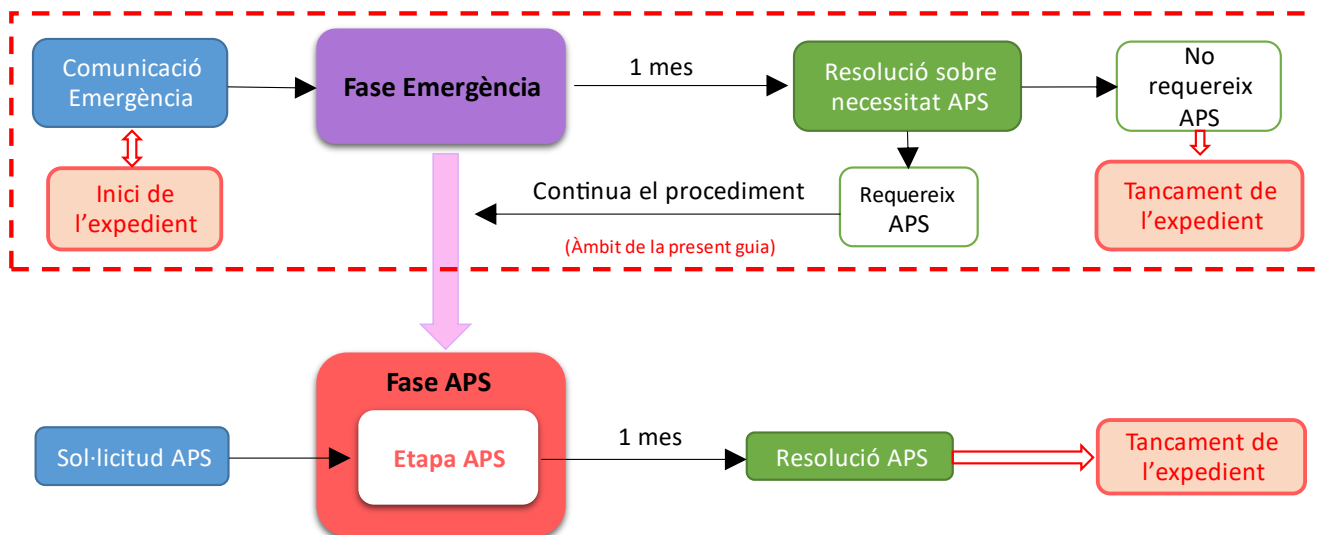 Comunicació
Emergència
Fase Emergència
1 mes
Resolució sobre
necessitat APS
No
requereix
APS
Inici de
l’expedient
Continua el procediment
(Àmbit de la present guia)
Requereix
APS
Tancament de
l’expedient
Fase APS
Sol·licitud APS
Etapa APS
1 mes
Resolució APS
Tancament de
l’expedient